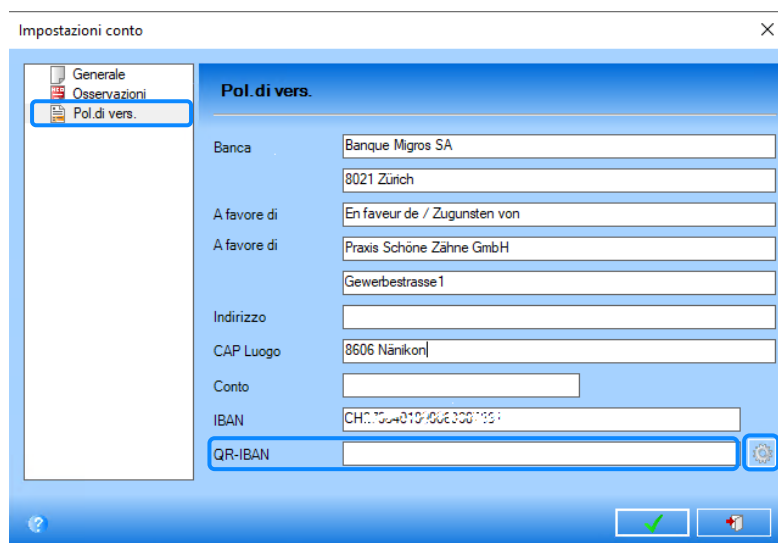 Impostazioni conto
Generale
Osservazioni
Pol.di vers.
Pol.di vers.
Banca Banque Migros SA
8021 Zürich
A favore di En faveur de / Zugunsten von
A favore di Praxis Schöne Zähne GmbH
Gewerbestrasse1
Indirizzo
CAP Luogo 8606 Nänikon
Conto
IBAN
QR-IBAN